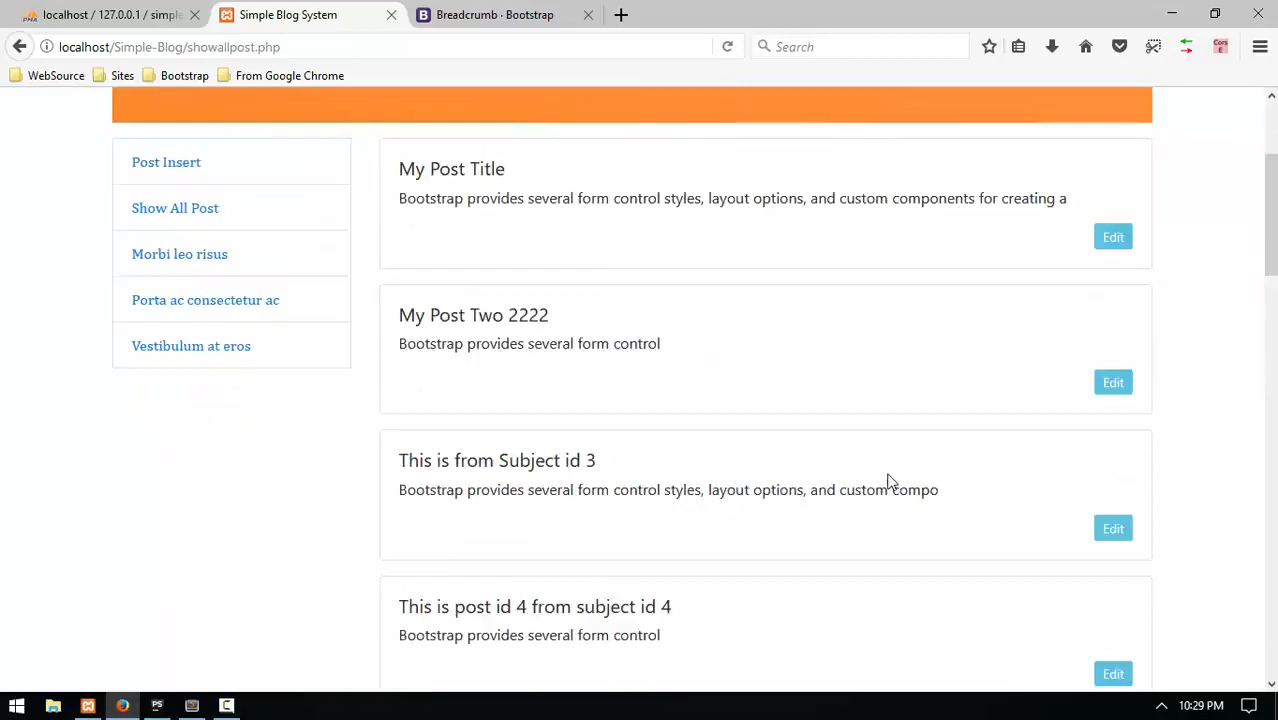 localhost / 127.0.0.1 / simple
Simple Blog System
Breadcrumb · Bootstrap
localhost/Simple-Blog/showallpost.php
Search
WebSource
Sites
Bootstrap
From Google Chrome
Post Insert
Show All Post
Morbi leo risus
Porta ac consectetur ac
Vestibulum at eros
My Post Title
Bootstrap provides several form control styles, layout options, and custom components for creating a
Edit
My Post Two 2222
Bootstrap provides several form control
Edit
This is from Subject id 3
Bootstrap provides several form control styles, layout options, and custom compo
Edit
This is post id 4 from subject id 4
Bootstrap provides several form control
Edit
10:29 PM